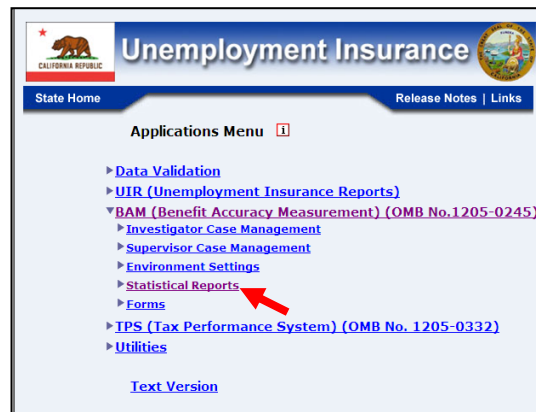 CALIFORNIA REPUBLIC
Unemployment Insurance
State Home
Release Notes | Links
Applications Menu i
Data Validation
UIR (Unemployment Insurance Reports)
BAM (Benefit Accuracy Measurement) (OMB No.1205-0245)
Investigator Case Management
Supervisor Case Management
Environment Settings
Statistical Reports
Forms
TPS (Tax Performance System) (OMB No. 1205-0332)
Utilities
Text Version